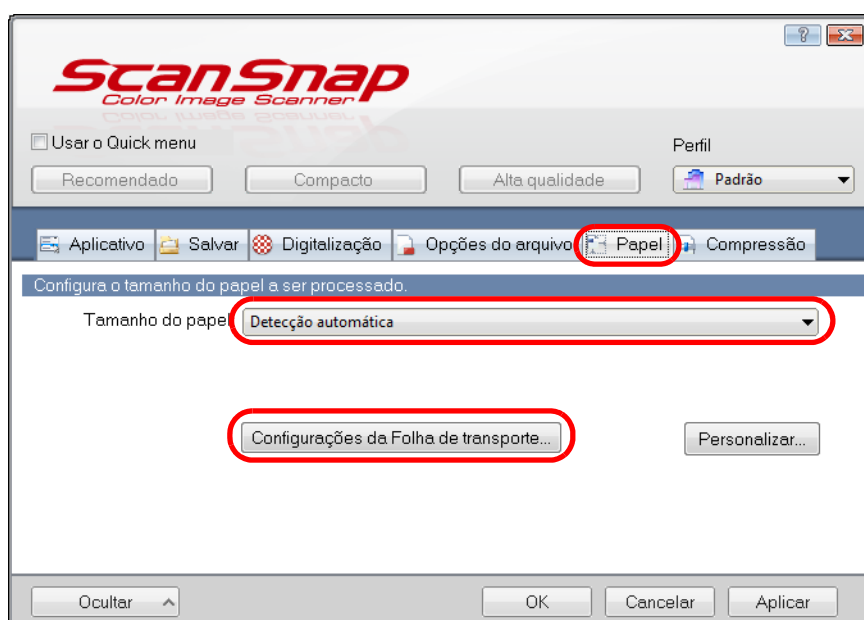 ScanSnap
Color Image Scanner
Usar o Quick menu
Perfil
Recomendado Compacto Alta qualidade Padrão
Aplicativo Salvar Digitalização Opções do arquivo Papel Compressão
Configura o tamanho do papel a ser processado.
Tamanho do papel Detecção automática
Configurações da Folha de transporte... Personalizar...
Ocultar OK Cancelar Aplicar